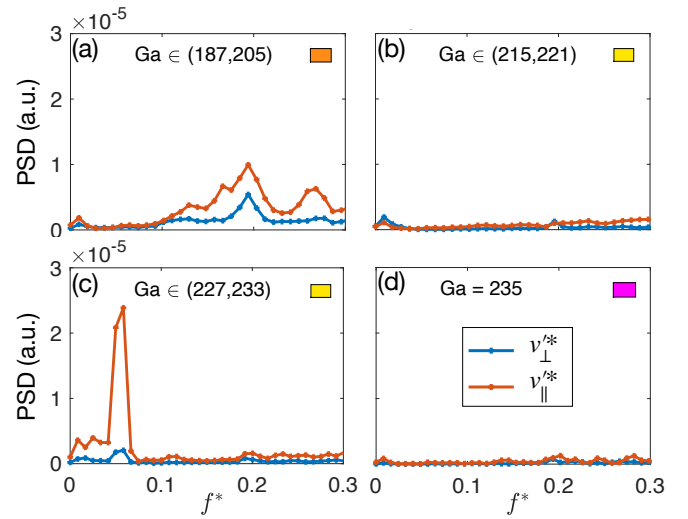 ×10⁻⁵
3
2
1
0
PSD (a.u.)
(a)
Ga ∈ (187,205)
(b)
Ga ∈ (215,221)
×10⁻⁵
3
2
1
0
PSD (a.u.)
(c)
Ga ∈ (227,233)
0
0.1
0.2
0.3
f*
(d)
Ga = 235
v′*⊥
v′*∥
0
0.1
0.2
0.3
f*